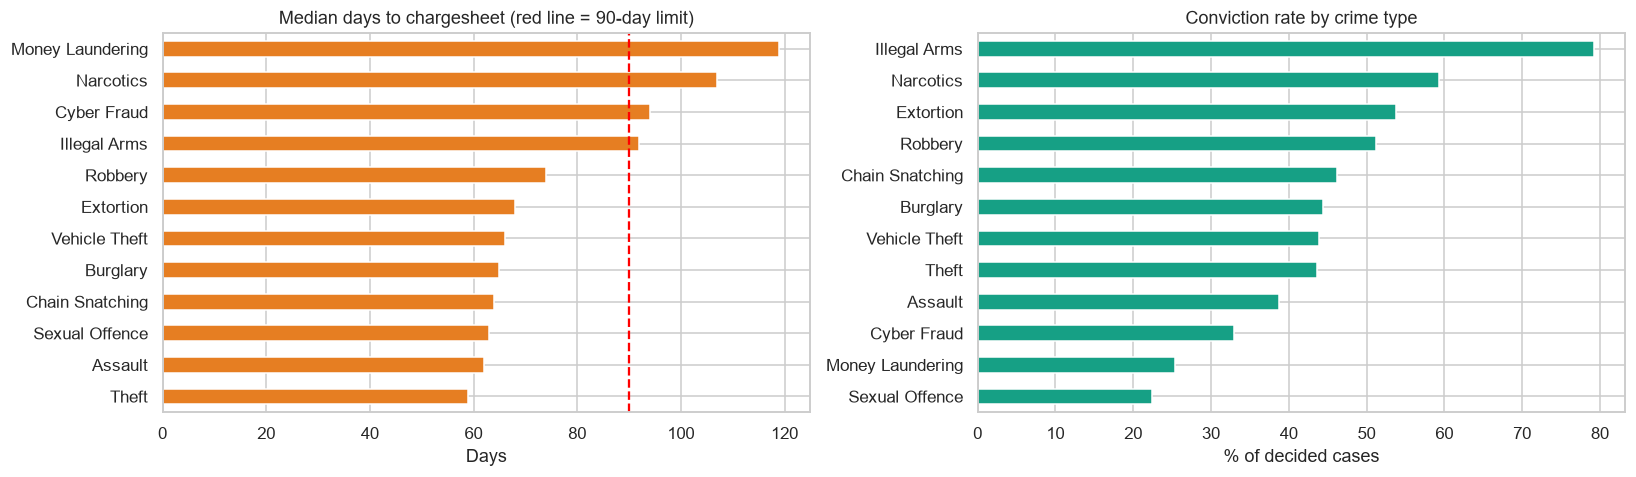 Median days to chargesheet (red line = 90-day limit)
Money Laundering
Narcotics
Cyber Fraud
Illegal Arms
Robbery
Extortion
Vehicle Theft
Burglary
Chain Snatching
Sexual Offence
Assault
Theft
0 20 40 60 80 100 120
Days
Conviction rate by crime type
Illegal Arms
Narcotics
Extortion
Robbery
Chain Snatching
Burglary
Vehicle Theft
Theft
Assault
Cyber Fraud
Money Laundering
Sexual Offence
0 10 20 30 40 50 60 70 80
% of decided cases